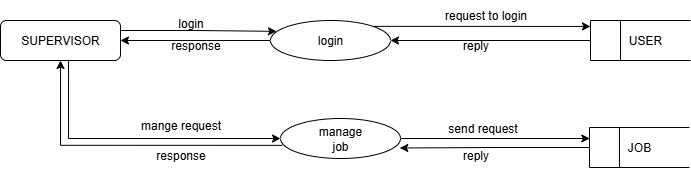 login
request to login
SUPERVISOR
response
login
reply
USER
mange request
manage
job
send request
response
reply
JOB